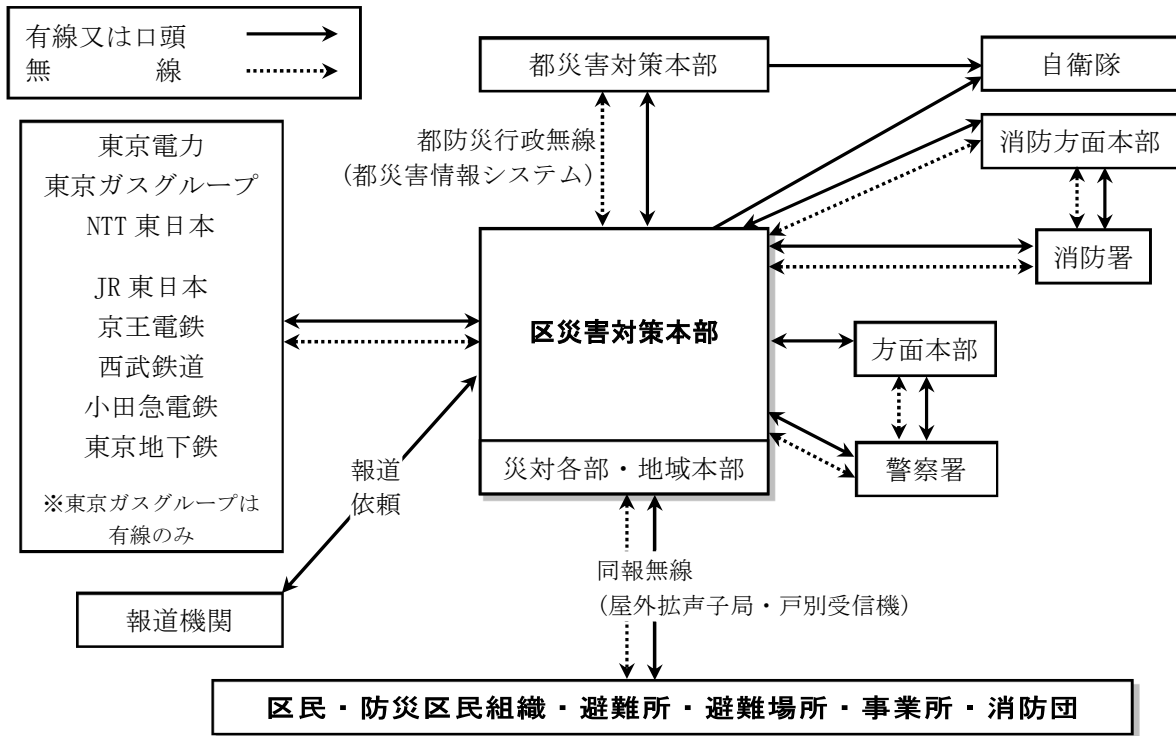 有線又は口頭
無　　　線
都災害対策本部
自衛隊
消防方面本部
都防災行政無線
(都災害情報システム)
消防署
東京電力
東京ガスグループ
NTT 東日本
JR 東日本
京王電鉄
西武鉄道
小田急電鉄
東京地下鉄
※東京ガスグループは
有線のみ
区災害対策本部
方面本部
災対各部・地域本部
警察署
報道
依頼
報道機関
同報無線
(屋外拡声子局・戸別受信機)
区民・防災区民組織・避難所・避難場所・事業所・消防団